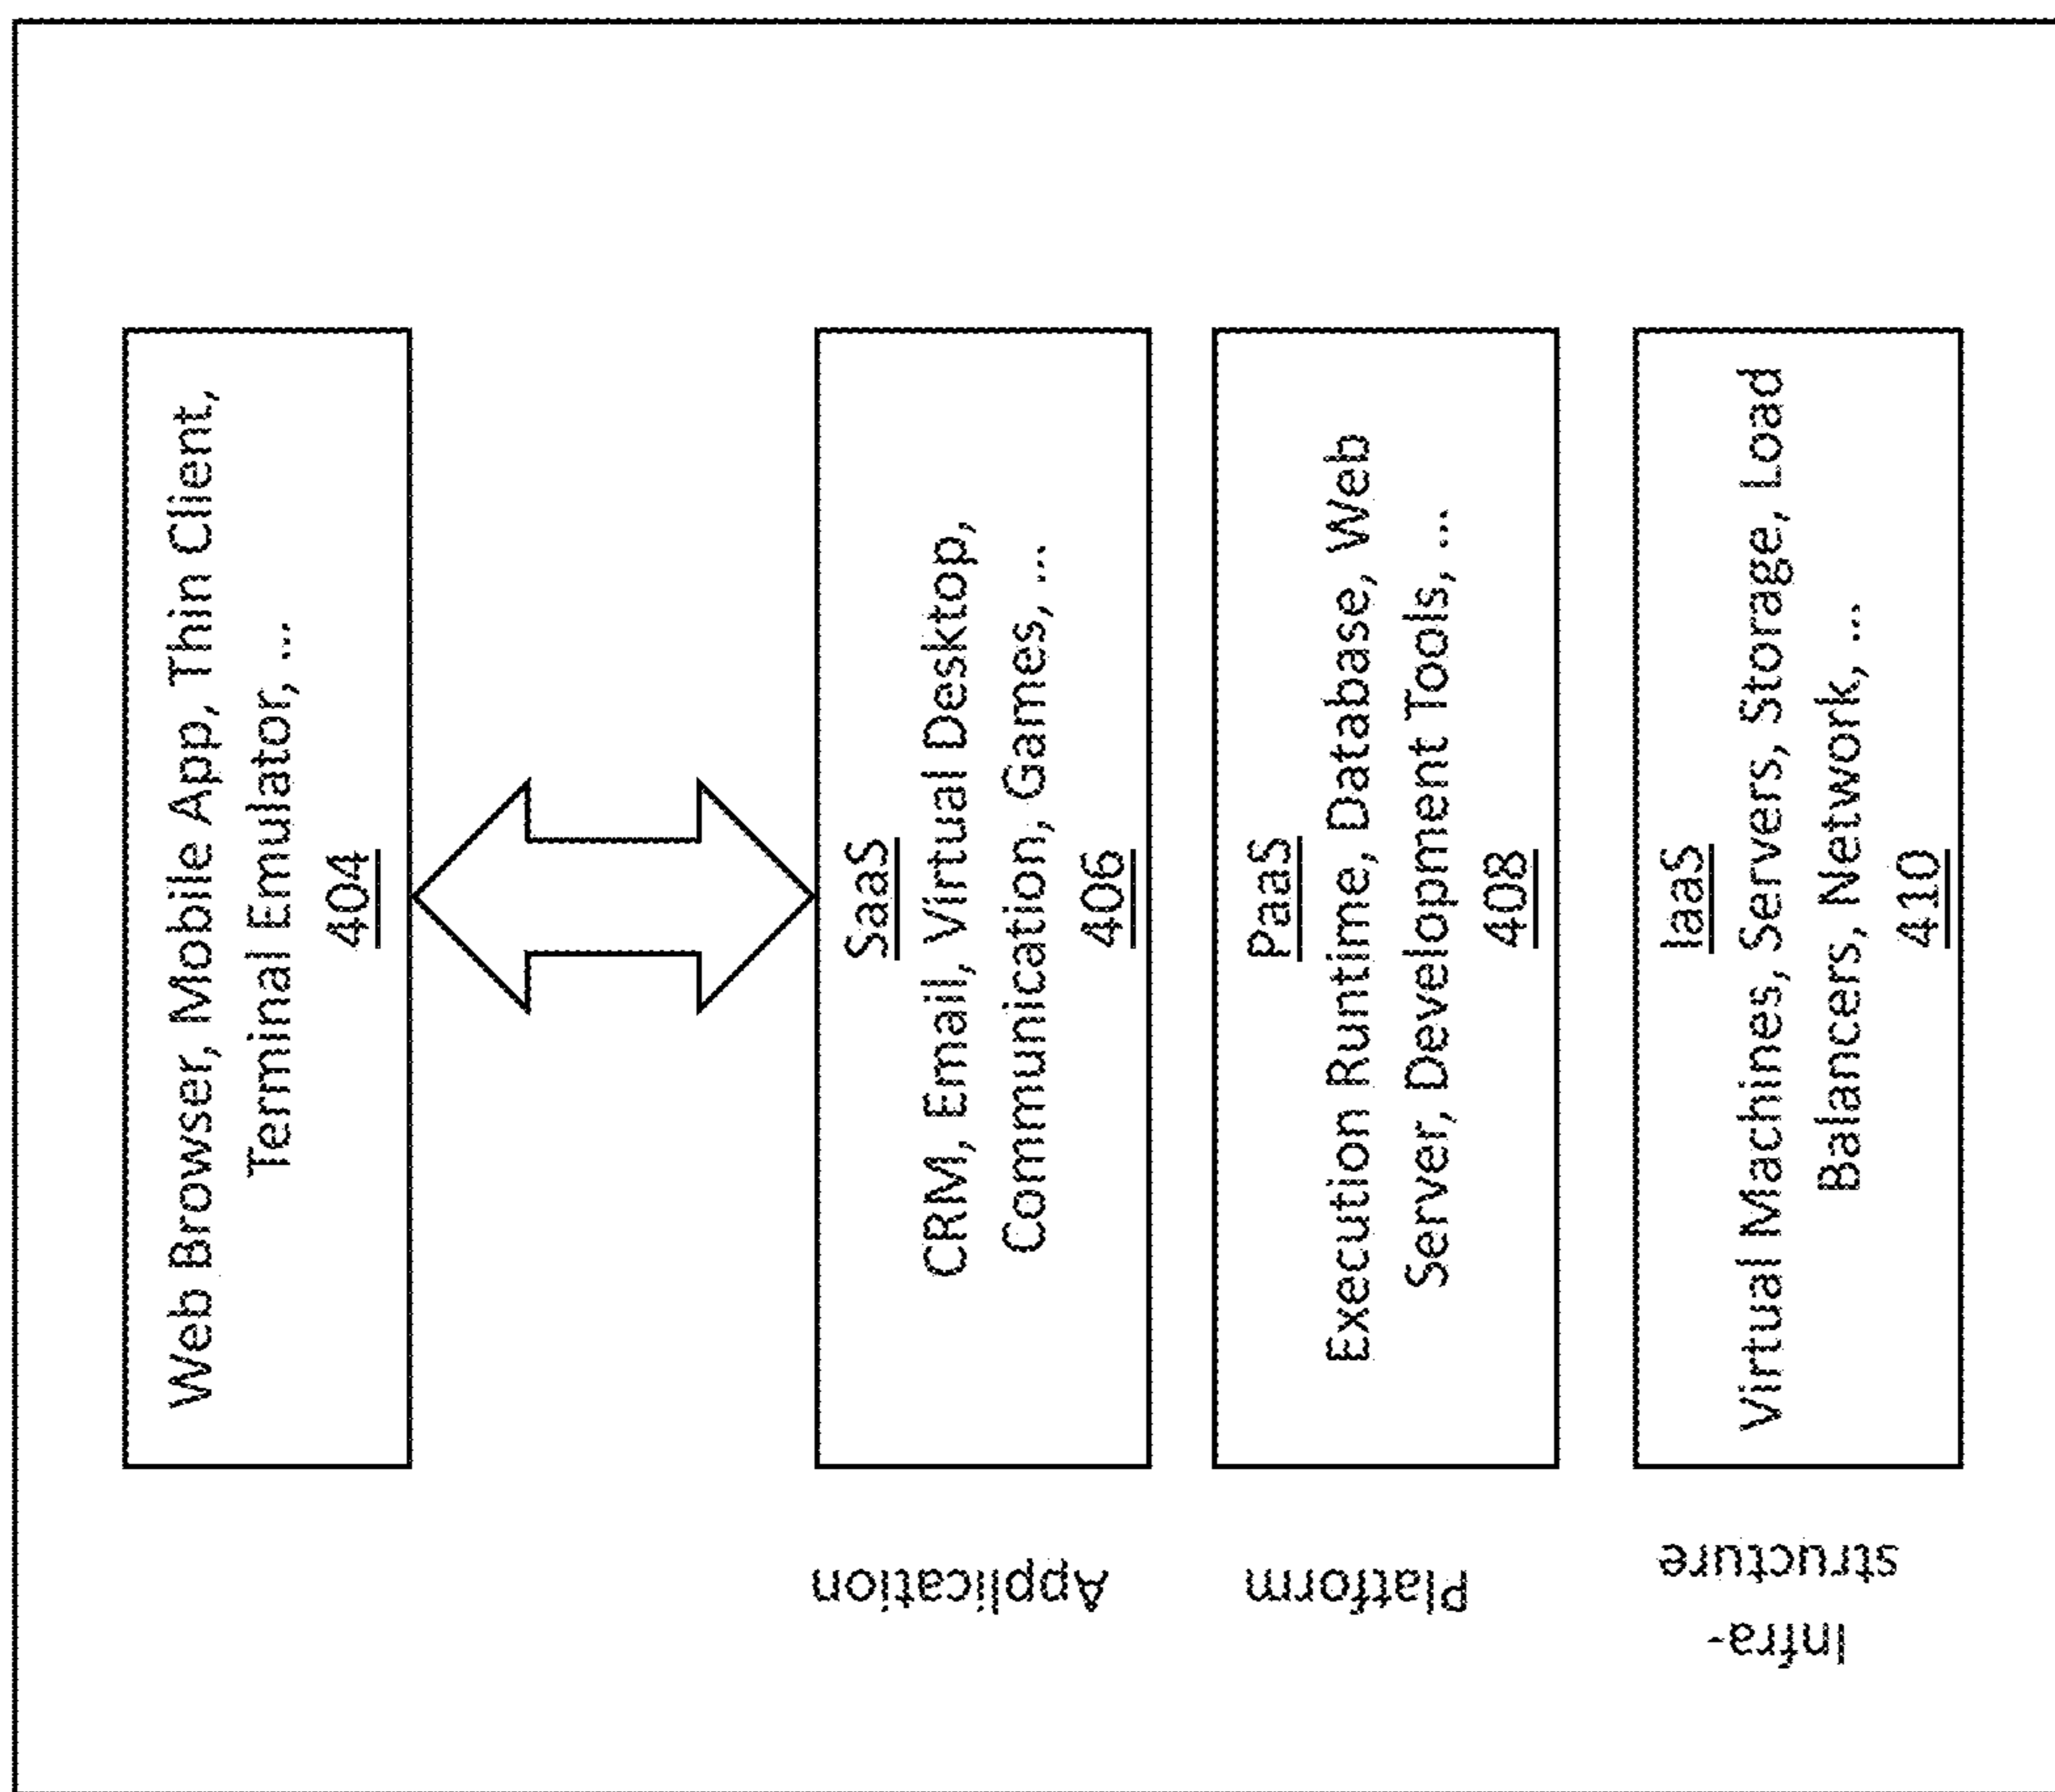 Web Browser, Mobile App, Thin Client,
Terminal Emulator, ...
404
Application
SaaS
CRM, Email, Virtual Desktop,
Communication, Games, ...
406
Platform
PaaS
Execution Runtime, Database, Web
Server, Development Tools, ...
408
Infra-
structure
IaaS
Virtual Machines, Servers, Storage, Load
Balancers, Network, ...
410